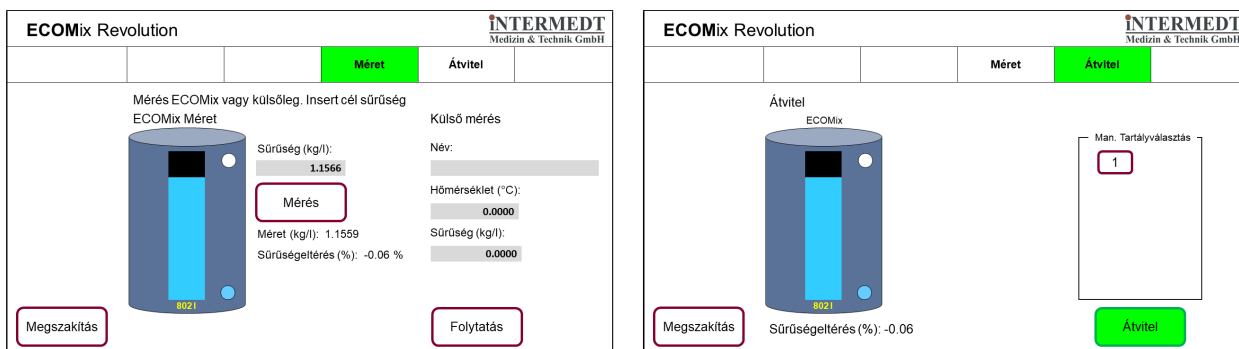 ECOMix Revolution
iNTERMEDT
Medizin & Technik GmbH
Méret
Átvitel
Mérés ECOMix vagy külsőleg. Insert cél sűrűség
ECOMix Méret
Külső mérés
Sűrűség (kg/l):
1.1566
Mérés
Méret (kg/l): 1.1559
Sűrűségeltérés (%): -0.06 %
Név:
Hőmérséklet (°C):
0.0000
Sűrűség (kg/l):
0.0000
802 l
Megszakítás
Folytatás
ECOMix Revolution
iNTERMEDT
Medizin & Technik GmbH
Méret
Átvitel
Átvitel
ECOMix
Man. Tartályválasztás
1
802 l
Megszakítás
Sűrűségeltérés (%): -0.06
Átvitel